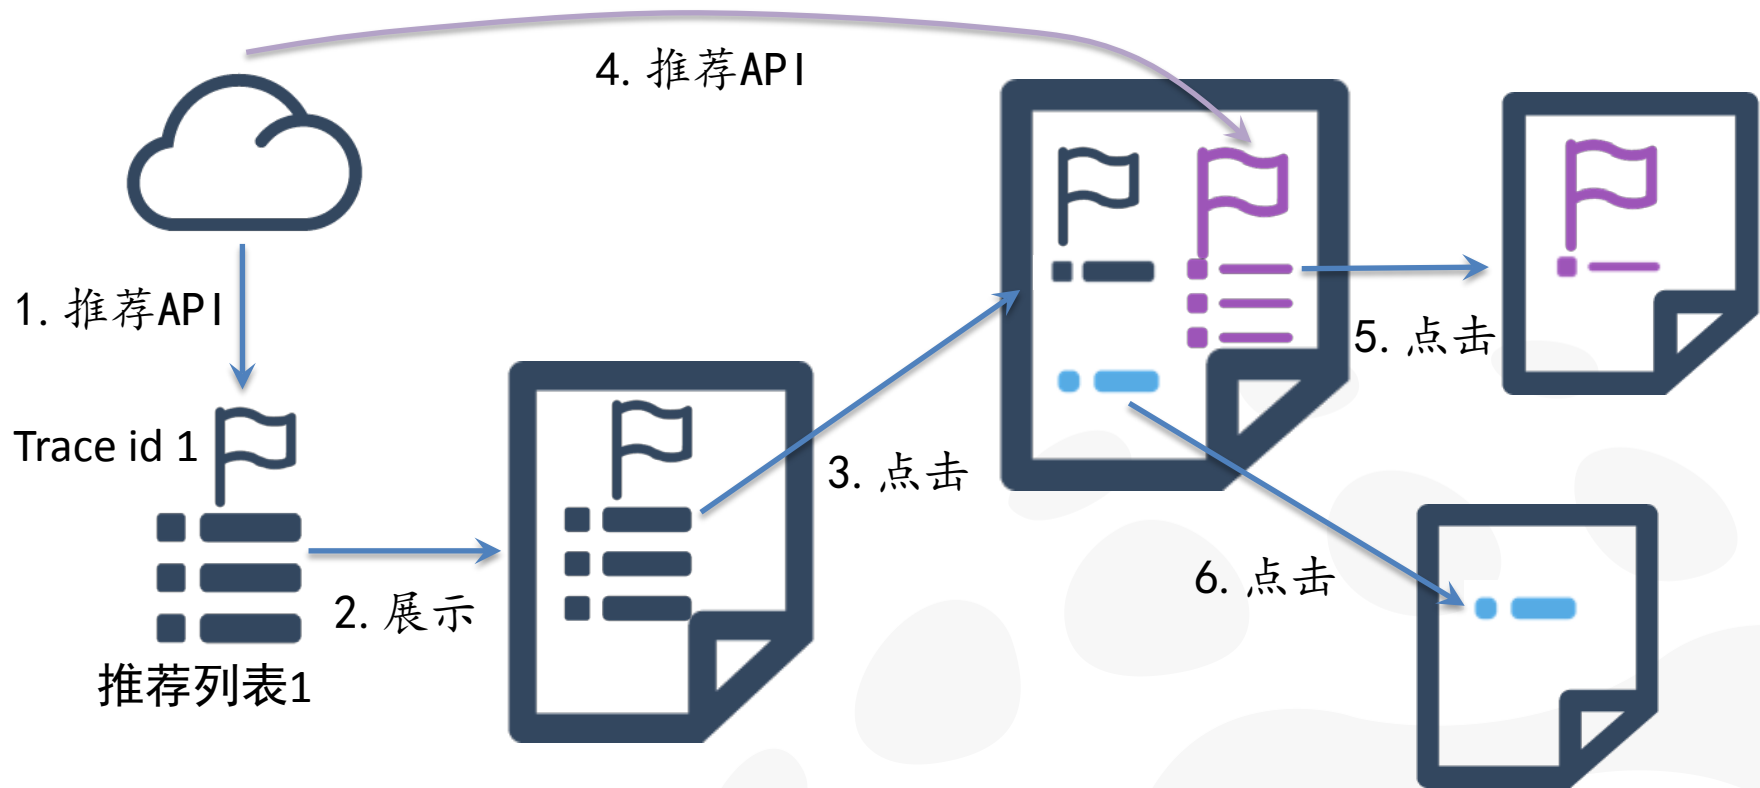 4. 推荐API
1. 推荐API
5. 点击
Trace id 1
3. 点击
6. 点击
2. 展示
推荐列表1